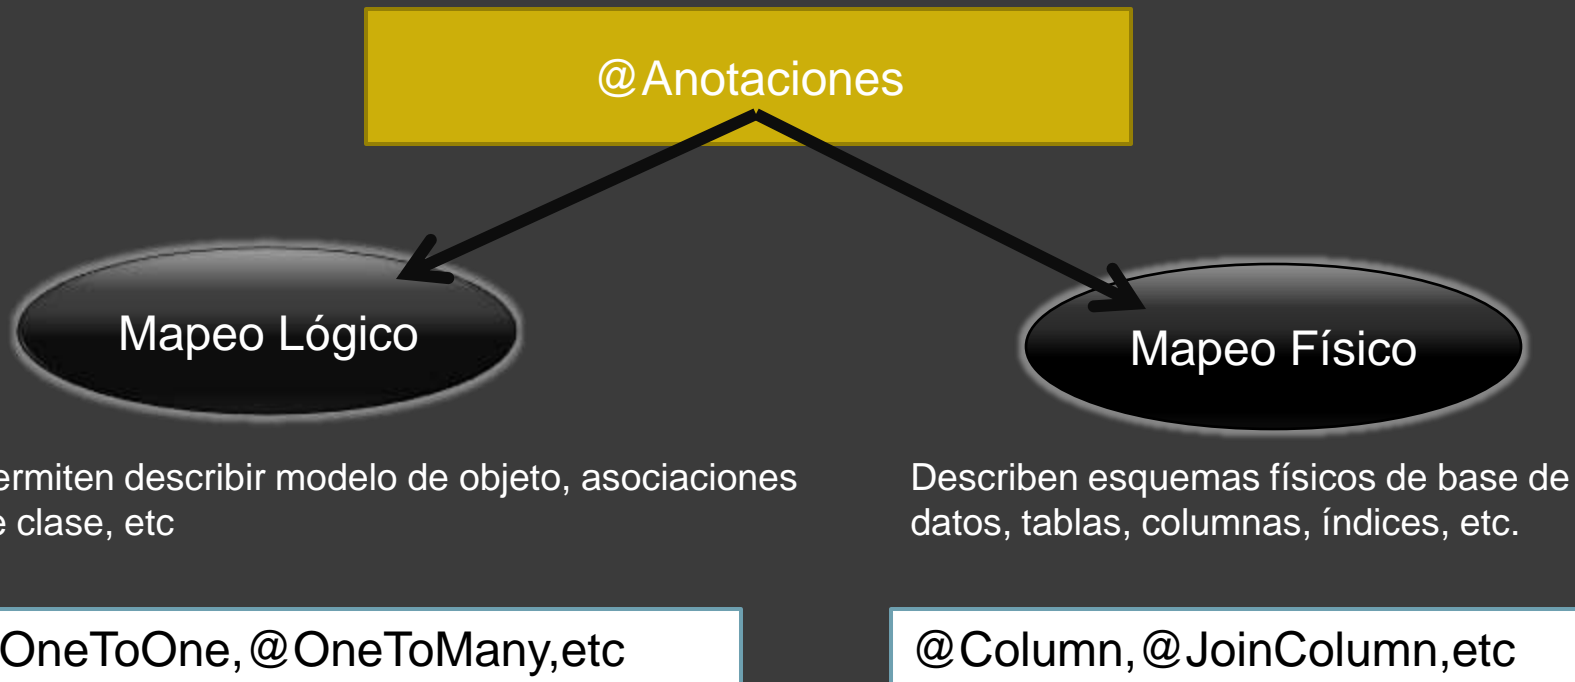 @Anotaciones
Mapeo Lógico
Mapeo Físico
ermiten describir modelo de objeto, asociaciones
e clase, etc
Describen esquemas físicos de base de
datos, tablas, columnas, índices, etc.
OneToOne,@OneToMany,etc
@Column,@JoinColumn,etc